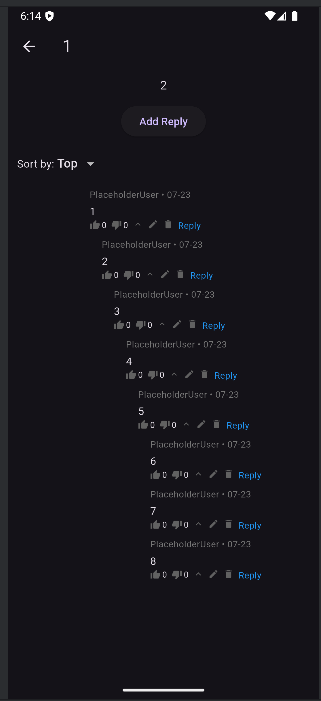 6:14
1
2
Add Reply
Sort by: Top
PlaceholderUser • 07-23
1
0 0 Reply
PlaceholderUser • 07-23
2
0 0 Reply
PlaceholderUser • 07-23
3
0 0 Reply
PlaceholderUser • 07-23
4
0 0 Reply
PlaceholderUser • 07-23
5
0 0 Reply
PlaceholderUser • 07-23
6
0 0 Reply
PlaceholderUser • 07-23
7
0 0 Reply
PlaceholderUser • 07-23
8
0 0 Reply